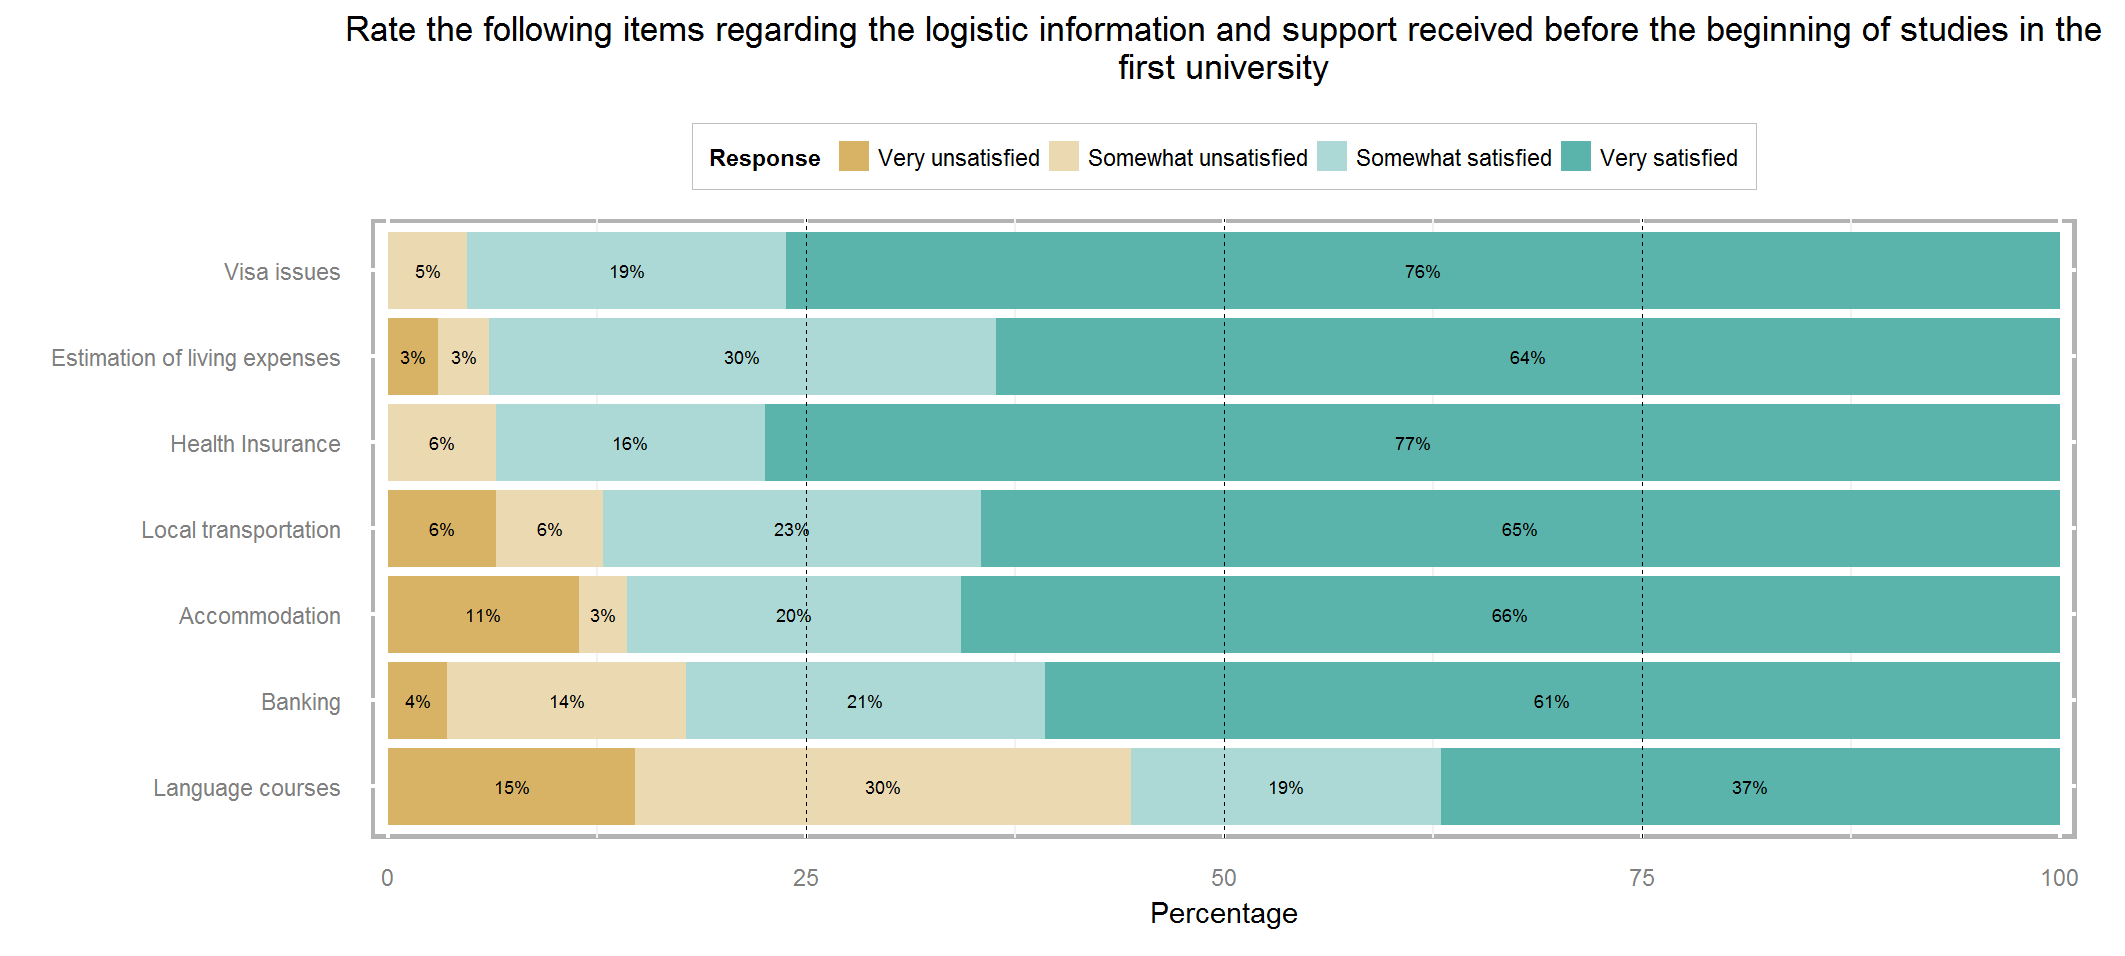 Rate the following items regarding the logistic information and support received before the beginning of studies in the
first university
Response Very unsatisfied Somewhat unsatisfied Somewhat satisfied Very satisfied
Visa issues 5% 19% 76%
Estimation of living expenses 3% 3% 30% 64%
Health Insurance 6% 16% 77%
Local transportation 6% 6% 23% 65%
Accommodation 11% 3% 20% 66%
Banking 4% 14% 21% 61%
Language courses 15% 30% 19% 37%
0 25 50 75 100
Percentage